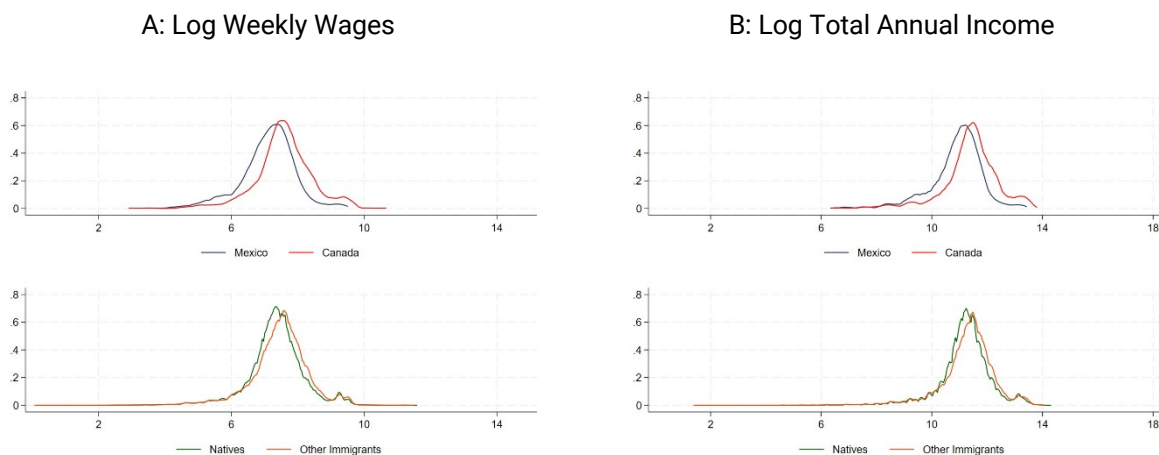 A: Log Weekly Wages
.8
.6
.4
.2
0
2 6 10 14
Mexico Canada
.8
.6
.4
.2
0
2 6 10 14
Natives Other Immigrants
B: Log Total Annual Income
.8
.6
.4
.2
0
2 6 10 14 18
Mexico Canada
.8
.6
.4
.2
0
2 6 10 14 18
Natives Other Immigrants